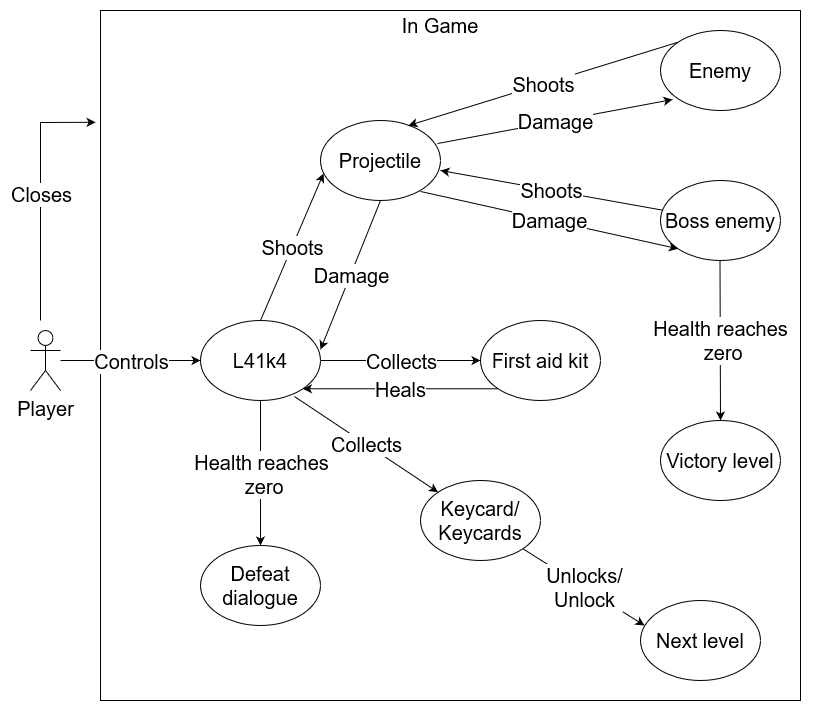 In Game
Enemy
Shoots
Damage
Projectile
Closes
Shoots
Boss enemy
Damage
Shoots
Damage
Health reaches
zero
Player
Controls
L41k4
Collects
First aid kit
Heals
Collects
Health reaches
zero
Victory level
Keycard/
Keycards
Defeat
dialogue
Unlocks/
Unlock
Next level